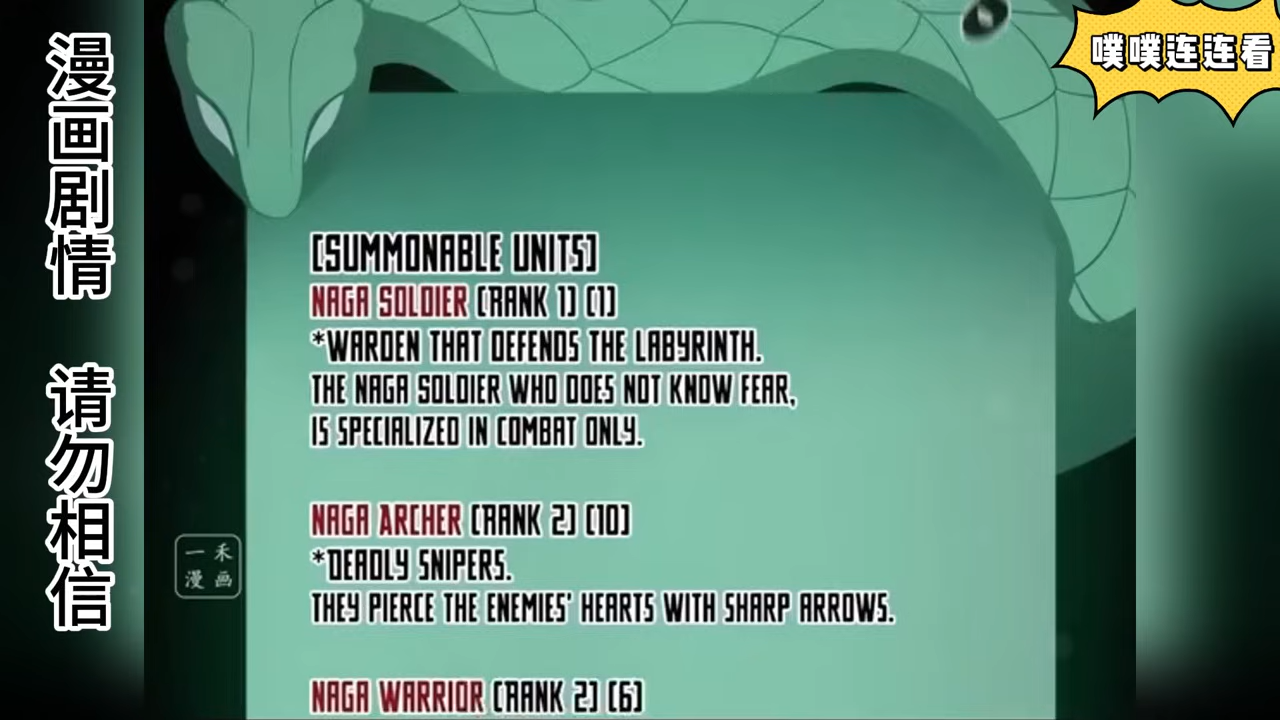 漫画剧情 请勿相信
噗噗连连看
[SUMMONABLE UNITS]
NAGA SOLDIER [RANK 1] [1]
*WARDEN THAT DEFENDS THE LABYRINTH.
THE NAGA SOLDIER WHO DOES NOT KNOW FEAR,
IS SPECIALIZED IN COMBAT ONLY.
NAGA ARCHER [RANK 2] [10]
*DEADLY SNIPERS.
THEY PIERCE THE ENEMIES' HEARTS WITH SHARP ARROWS.
NAGA WARRIOR [RANK 2] [6]
一禾
漫画